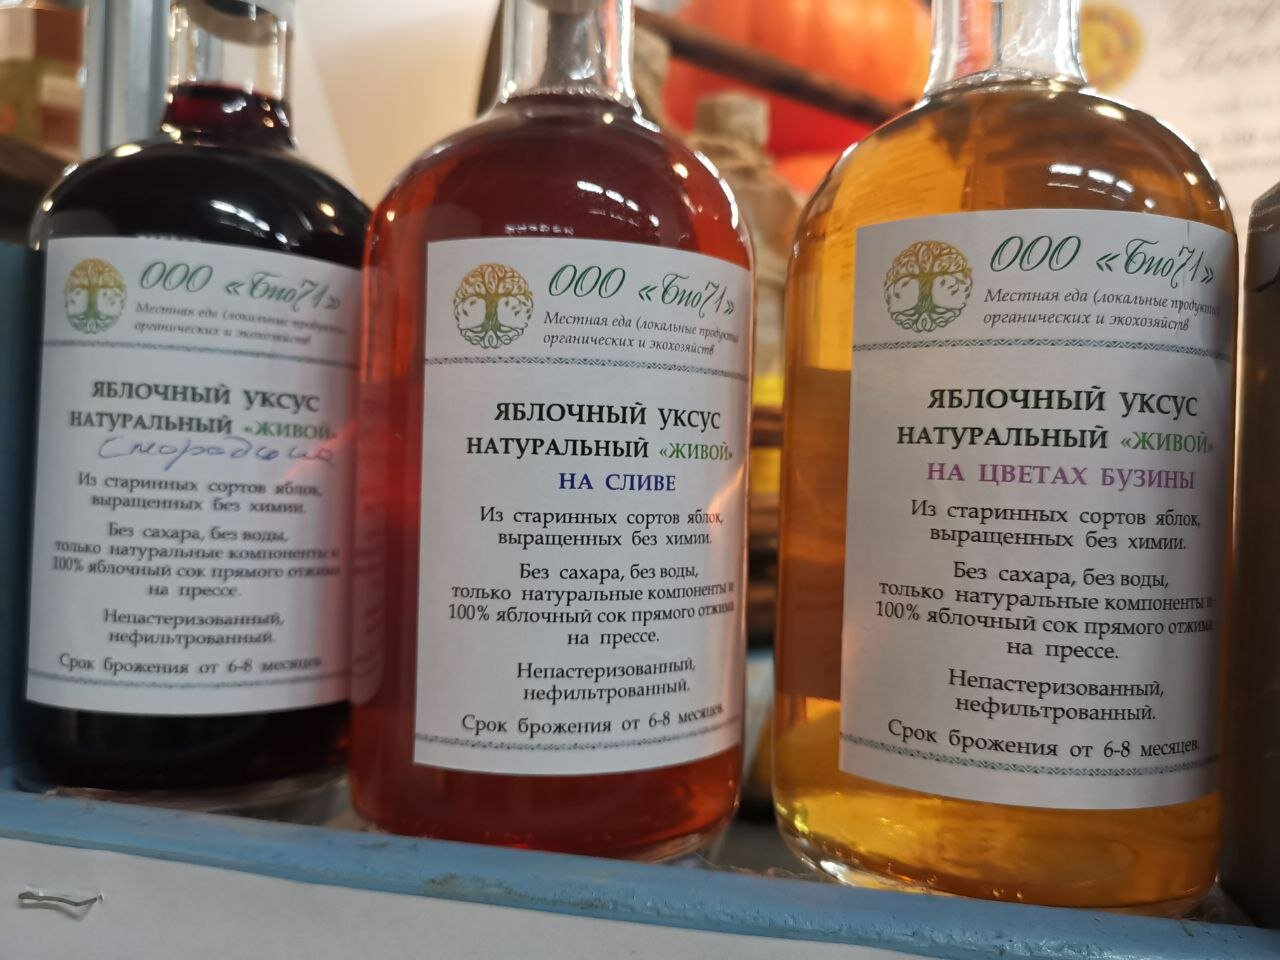 ООО «Био71»
Местная еда (локальные продукты
органических и экохозяйств
ЯБЛОЧНЫЙ УКСУС
НАТУРАЛЬНЫЙ «ЖИВОЙ»
Смородина
Из старинных сортов яблок,
выращенных без химии.
Без сахара, без воды,
только натуральные компоненты и
100% яблочный сок прямого отжима
на прессе.
Непастеризованный,
нефильтрованный.
Срок брожения от 6-8 месяцев.
ООО «Био71»
Местная еда (локальные продукты
органических и экохозяйств
ЯБЛОЧНЫЙ УКСУС
НАТУРАЛЬНЫЙ «ЖИВОЙ»
НА СЛИВЕ
Из старинных сортов яблок,
выращенных без химии.
Без сахара, без воды,
только натуральные компоненты и
100% яблочный сок прямого отжима
на прессе.
Непастеризованный,
нефильтрованный.
Срок брожения от 6-8 месяцев.
ООО «Био71»
Местная еда (локальные продукты
органических и экохозяйств
ЯБЛОЧНЫЙ УКСУС
НАТУРАЛЬНЫЙ «ЖИВОЙ»
НА ЦВЕТАХ БУЗИНЫ
Из старинных сортов яблок,
выращенных без химии.
Без сахара, без воды,
только натуральные компоненты и
100% яблочный сок прямого отжима
на прессе.
Непастеризованный,
нефильтрованный.
Срок брожения от 6-8 месяцев.